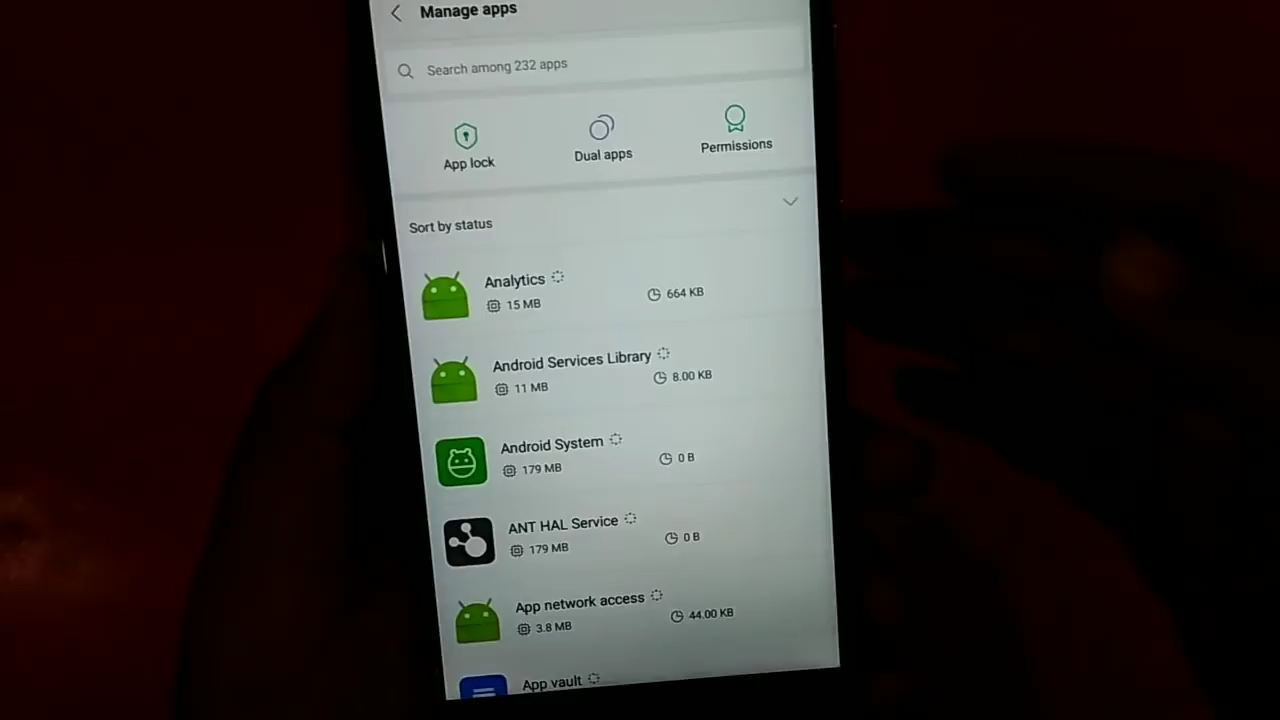 Manage apps
Search among 232 apps
App lock
Dual apps
Permissions
Sort by status
Analytics
15 MB
664 KB
Android Services Library
11 MB
8.00 KB
Android System
179 MB
0 B
ANT HAL Service
179 MB
0 B
App network access
3.8 MB
44.00 KB
App vault